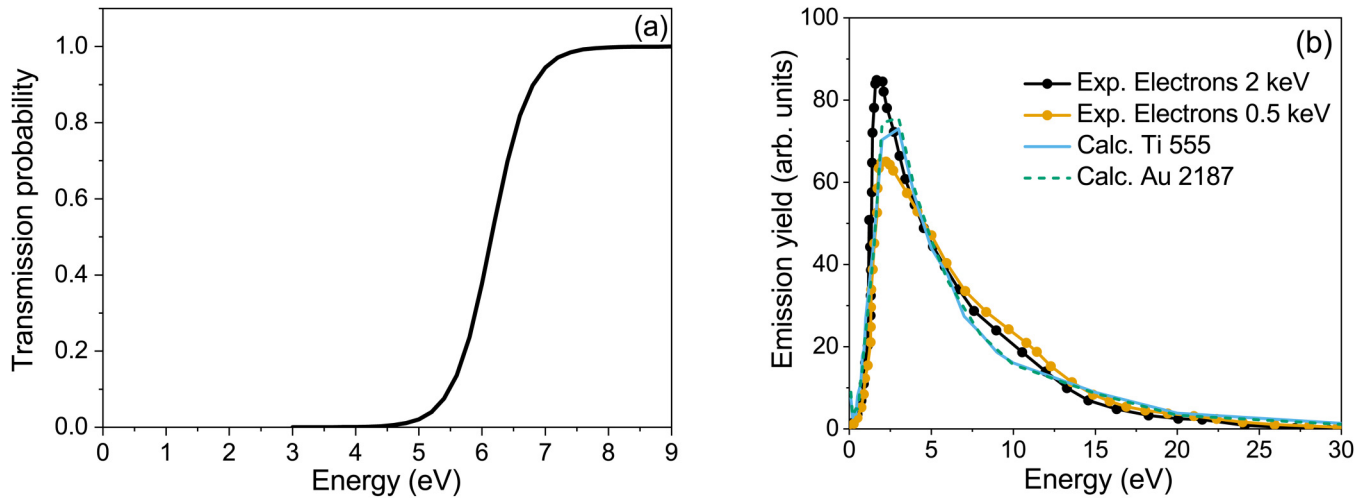 (a)
Transmission probability
1.0
0.8
0.6
0.4
0.2
0.0
0 1 2 3 4 5 6 7 8 9
Energy (eV)
(b)
Emission yield (arb. units)
100
80
60
40
20
0
Exp. Electrons 2 keV
Exp. Electrons 0.5 keV
Calc. Ti 555
Calc. Au 2187
0 5 10 15 20 25 30
Energy (eV)